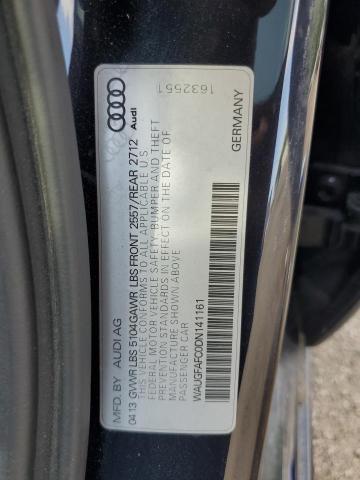 Audi
1632551
MFD. BY AUDI AG
04 13 GVWR LBS 5104 GAWR LBS FRONT 2557/REAR 2712
THIS VEHICLE CONFORMS TO ALL APPLICABLE U.S
FEDERAL MOTOR VEHICLE SAFETY, BUMPER AND THEFT
PREVENTION STANDARDS IN EFFECT ON THE DATE OF
MANUFACTURE SHOWN ABOVE
PASSENGER CAR
WAUGFAFC0DN141161
GERMANY